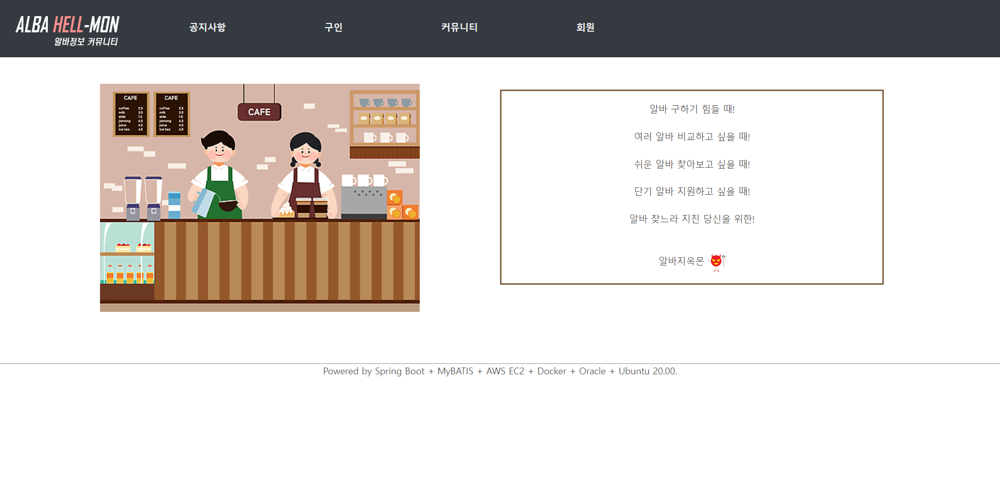 ALBA HELL-MON
알바정보 커뮤니티
공지사항
구인
커뮤니티
회원
CAFE
coffee 2.5
milk 3.5
eide 1.5
jamong 4.5
juice 4.5
ice tea 4.5
CAFE
coffee 2.5
milk 3.5
eide 1.5
jamong 4.5
juice 4.5
ice tea 4.5
CAFE
알바 구하기 힘들 때!
여러 알바 비교하고 싶을 때!
쉬운 알바 찾아보고 싶을 때!
단기 알바 지원하고 싶을 때!
알바 찾느라 지친 당신을 위한!
알바지옥몬
Powered by Spring Boot + MyBATIS + AWS EC2 + Docker + Oracle + Ubuntu 20.00.